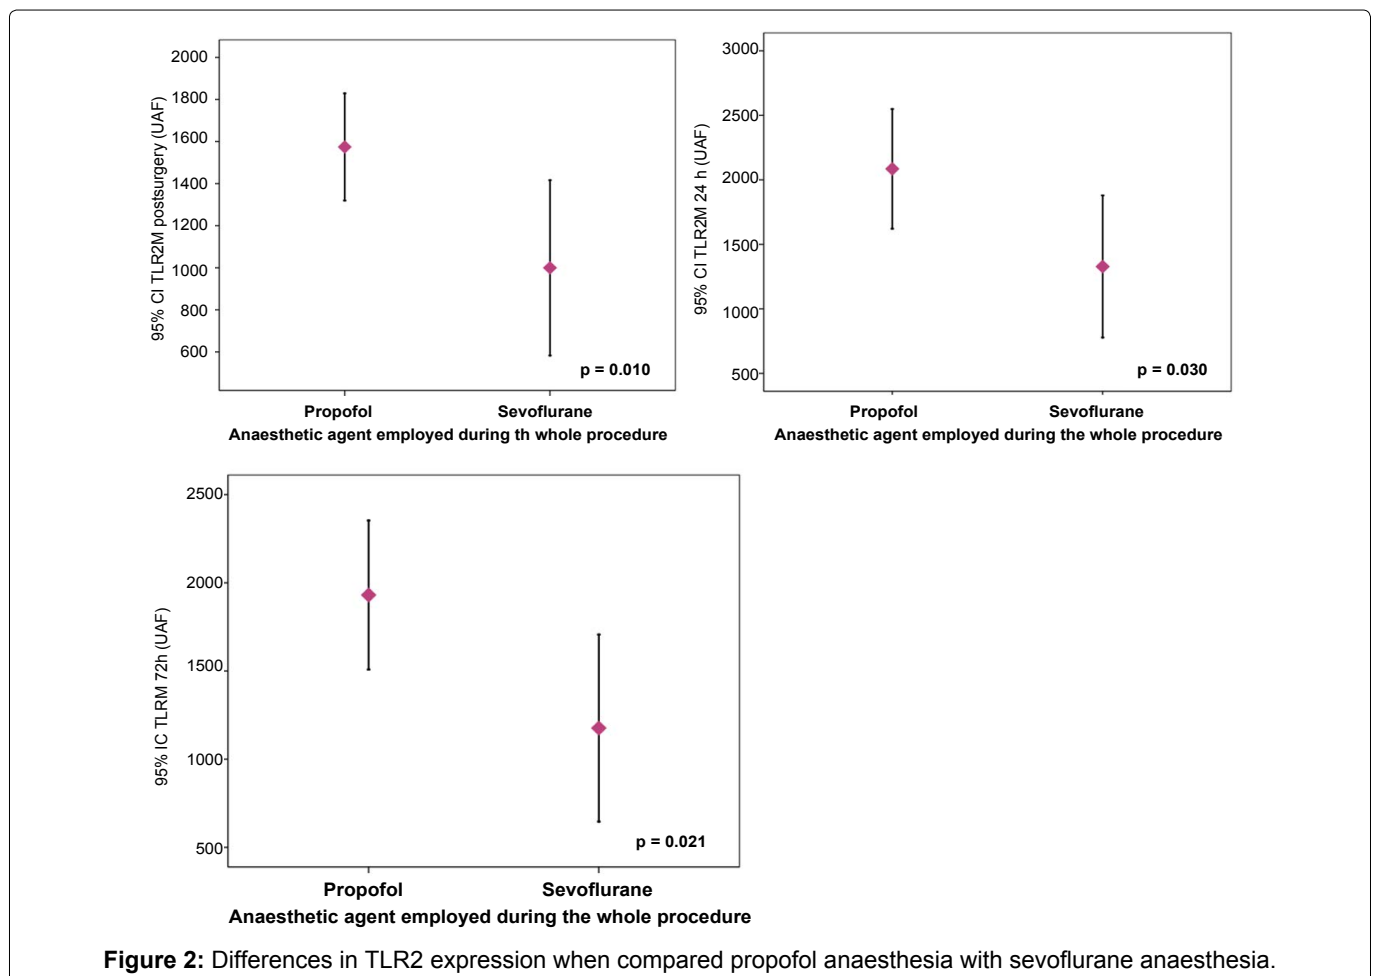 95% CI TLR2M postsurgery (UAF)
2000
1800
1600
1400
1200
1000
800
600
p = 0.010
Propofol Sevoflurane
Anaesthetic agent employed during th whole procedure
95% CI TLR2M 24 h (UAF)
3000
2500
2000
1500
1000
500
p = 0.030
Propofol Sevoflurane
Anaesthetic agent employed during the whole procedure
95% IC TLRM 72h (UAF)
2500
2000
1500
1000
500
p = 0.021
Propofol Sevoflurane
Anaesthetic agent employed during the whole procedure
Figure 2: Differences in TLR2 expression when compared propofol anaesthesia with sevoflurane anaesthesia.